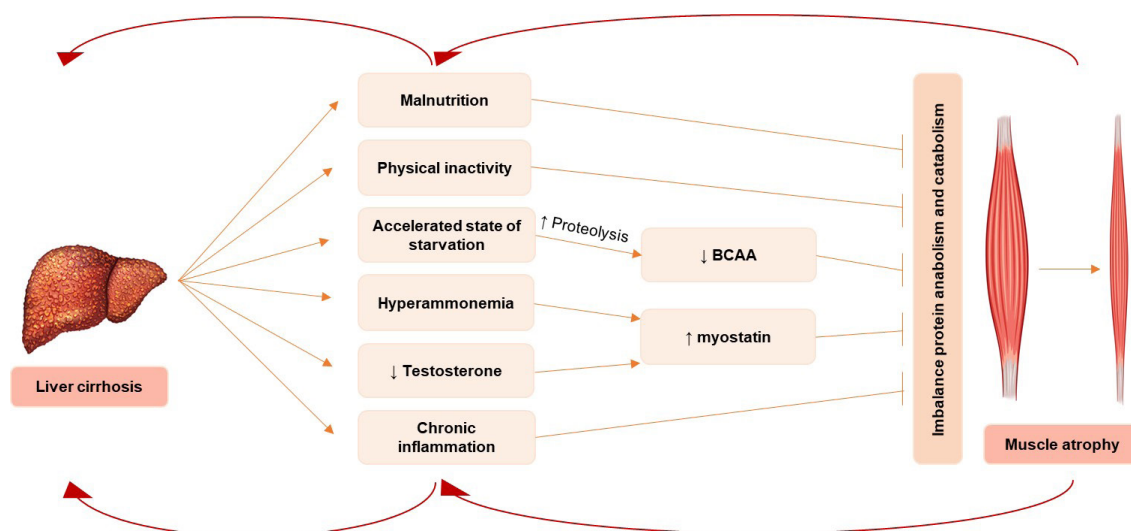 Malnutrition
Physical inactivity
Accelerated state of
starvation
↑ Proteolysis
↓ BCAA
Hyperammonemia
↑ myostatin
↓ Testosterone
Chronic
inflammation
Liver cirrhosis
Imbalance protein anabolism and catabolism
Muscle atrophy